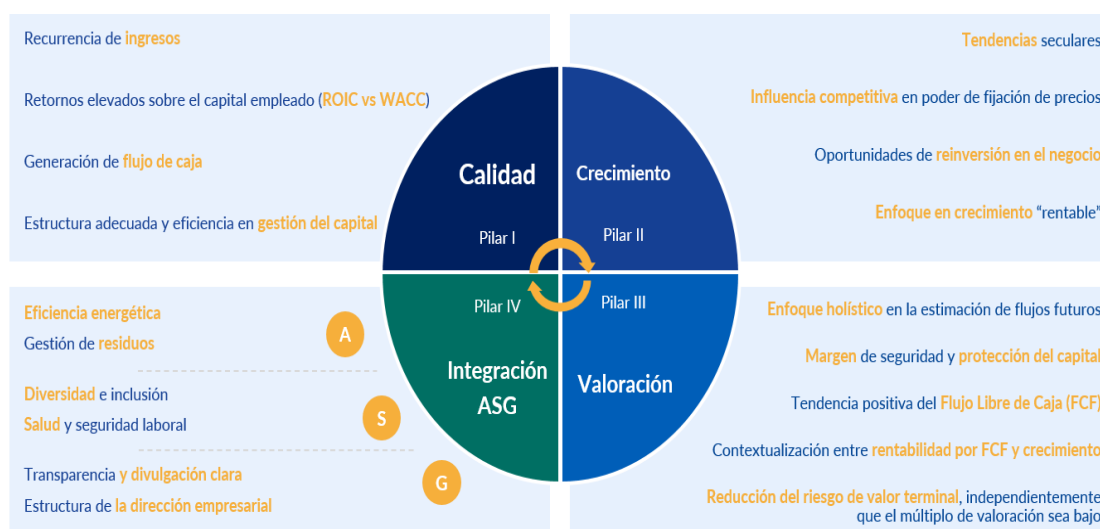 Recurrencia de ingresos
Retornos elevados sobre el capital empleado (ROIC vs WACC)
Generación de flujo de caja
Estructura adecuada y eficiencia en gestión del capital
Calidad
Pilar I
Crecimiento
Pilar II
Tendencias seculares
Influencia competitiva en poder de fijación de precios
Oportunidades de reinversión en el negocio
Enfoque en crecimiento “rentable”
Eficiencia energética
Gestión de residuos
A
Diversidad e inclusión
Salud y seguridad laboral
S
Transparencia y divulgación clara
Estructura de la dirección empresarial
G
Pilar IV
Integración
ASG
Pilar III
Valoración
Enfoque holístico en la estimación de flujos futuros
Margen de seguridad y protección del capital
Tendencia positiva del Flujo Libre de Caja (FCF)
Contextualización entre rentabilidad por FCF y crecimiento
Reducción del riesgo de valor terminal, independientemente
que el múltiplo de valoración sea bajo